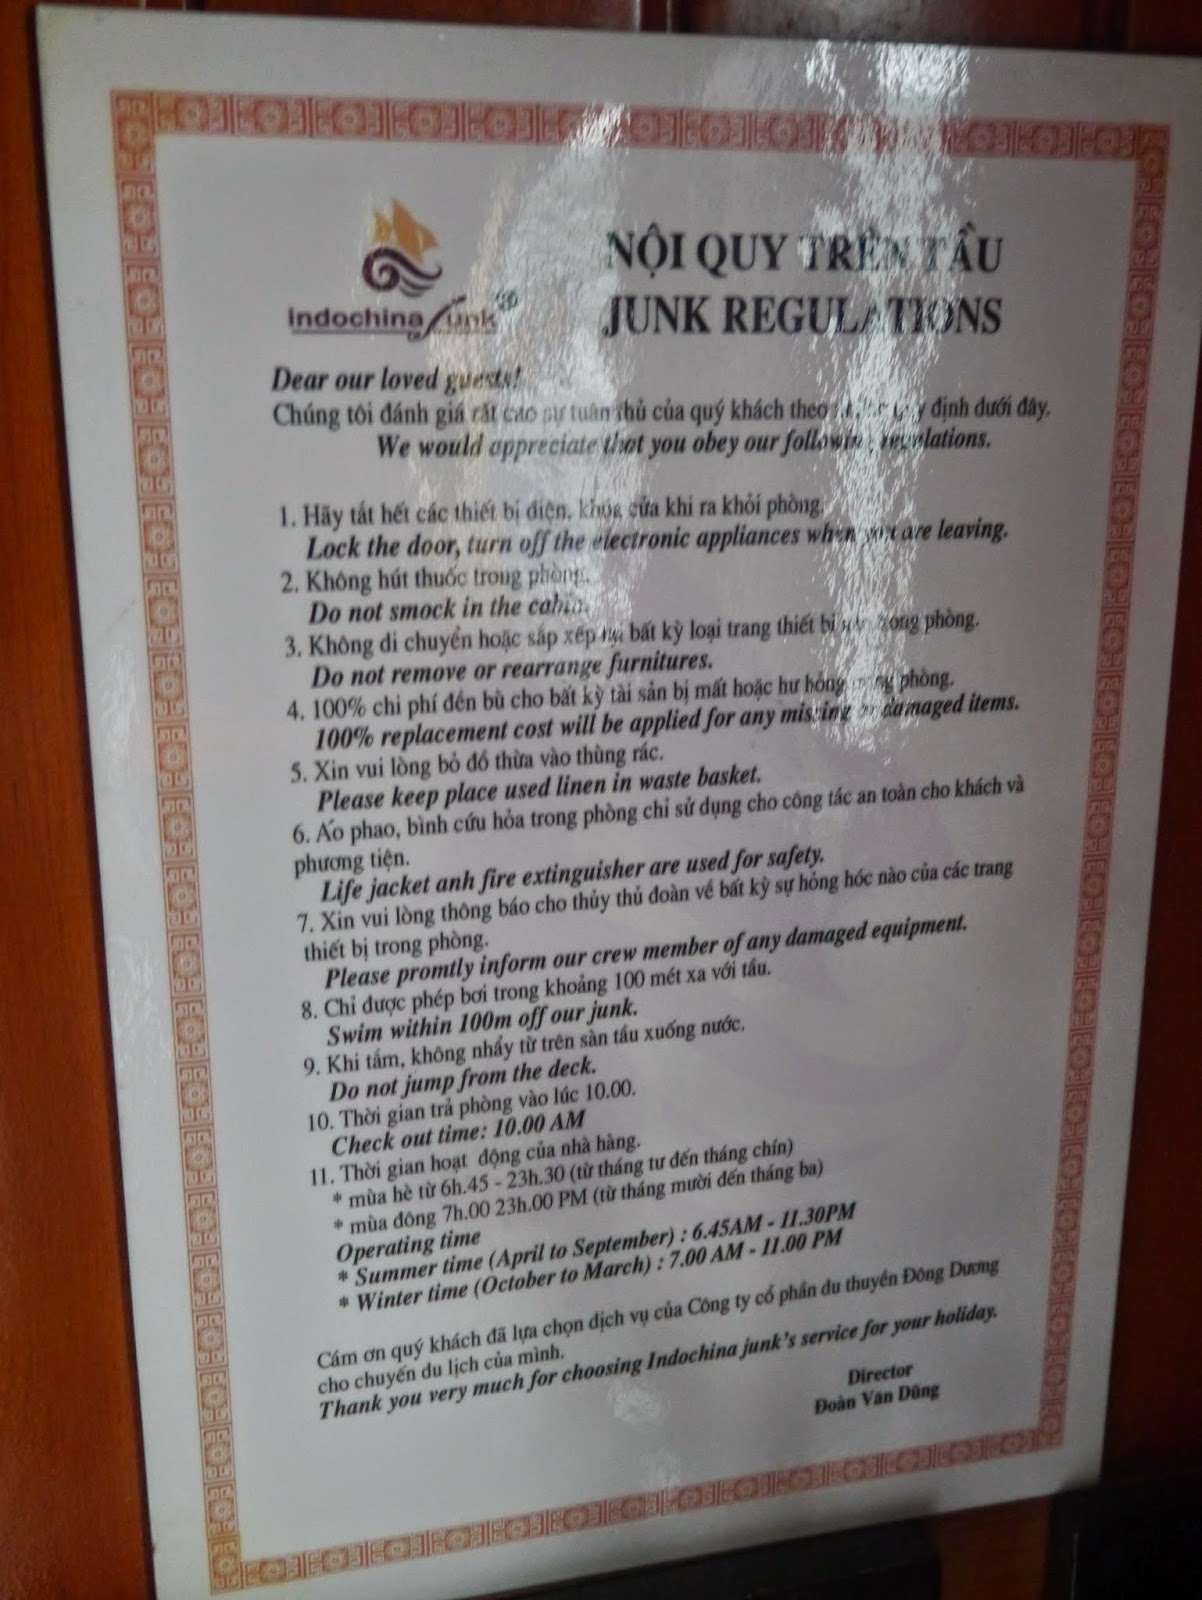 indochina Junk
NỘI QUY TRÊN TẦU
JUNK REGULATIONS
Dear our loved guests!
Chúng tôi đánh giá rất cao sự tuân thủ của quý khách theo định dưới đây.
We would appreciate that you obey our following regulations.
1. Hãy tắt hết các thiết bị điện, khóa cửa khi ra khỏi phòng.
Lock the door, turn off the electronic appliances when you are leaving.
2. Không hút thuốc trong phòng.
Do not smock in the cabin.
3. Không di chuyển hoặc sắp xếp lại bất kỳ loại trang thiết bị trong phòng.
Do not remove or rearrange furnitures.
4. 100% chi phí đền bù cho bất kỳ tài sản bị mất hoặc hư hỏng trong phòng.
100% replacement cost will be applied for any missing or damaged items.
5. Xin vui lòng bỏ đồ thừa vào thùng rác.
Please keep place used linen in waste basket.
6. Áo phao, bình cứu hỏa trong phòng chỉ sử dụng cho công tác an toàn cho khách và
phương tiện.
Life jacket anh fire extinguisher are used for safety.
7. Xin vui lòng thông báo cho thủy thủ đoàn về bất kỳ sự hỏng hóc nào của các trang
thiết bị trong phòng.
Please promtly inform our crew member of any damaged equipment.
8. Chỉ được phép bơi trong khoảng 100 mét xa với tầu.
Swim within 100m off our junk.
9. Khi tắm, không nhẩy từ trên sàn tầu xuống nước.
Do not jump from the deck.
10. Thời gian trả phòng vào lúc 10.00.
Check out time: 10.00 AM
11. Thời gian hoạt động của nhà hàng.
* mùa hè từ 6h.45 - 23h.30 (từ tháng tư đến tháng chín)
* mùa đông 7h.00 23h.00 PM (từ tháng mười đến tháng ba)
Operating time
* Summer time (April to September) : 6.45AM - 11.30PM
* Winter time (October to March) : 7.00 AM - 11.00 PM
Cám ơn quý khách đã lựa chọn dịch vụ của Công ty cổ phần du thuyền Đông Dương
cho chuyến du lịch của mình.
Thank you very much for choosing Indochina junk's service for your holiday.
Director
Đoàn Văn Dũng